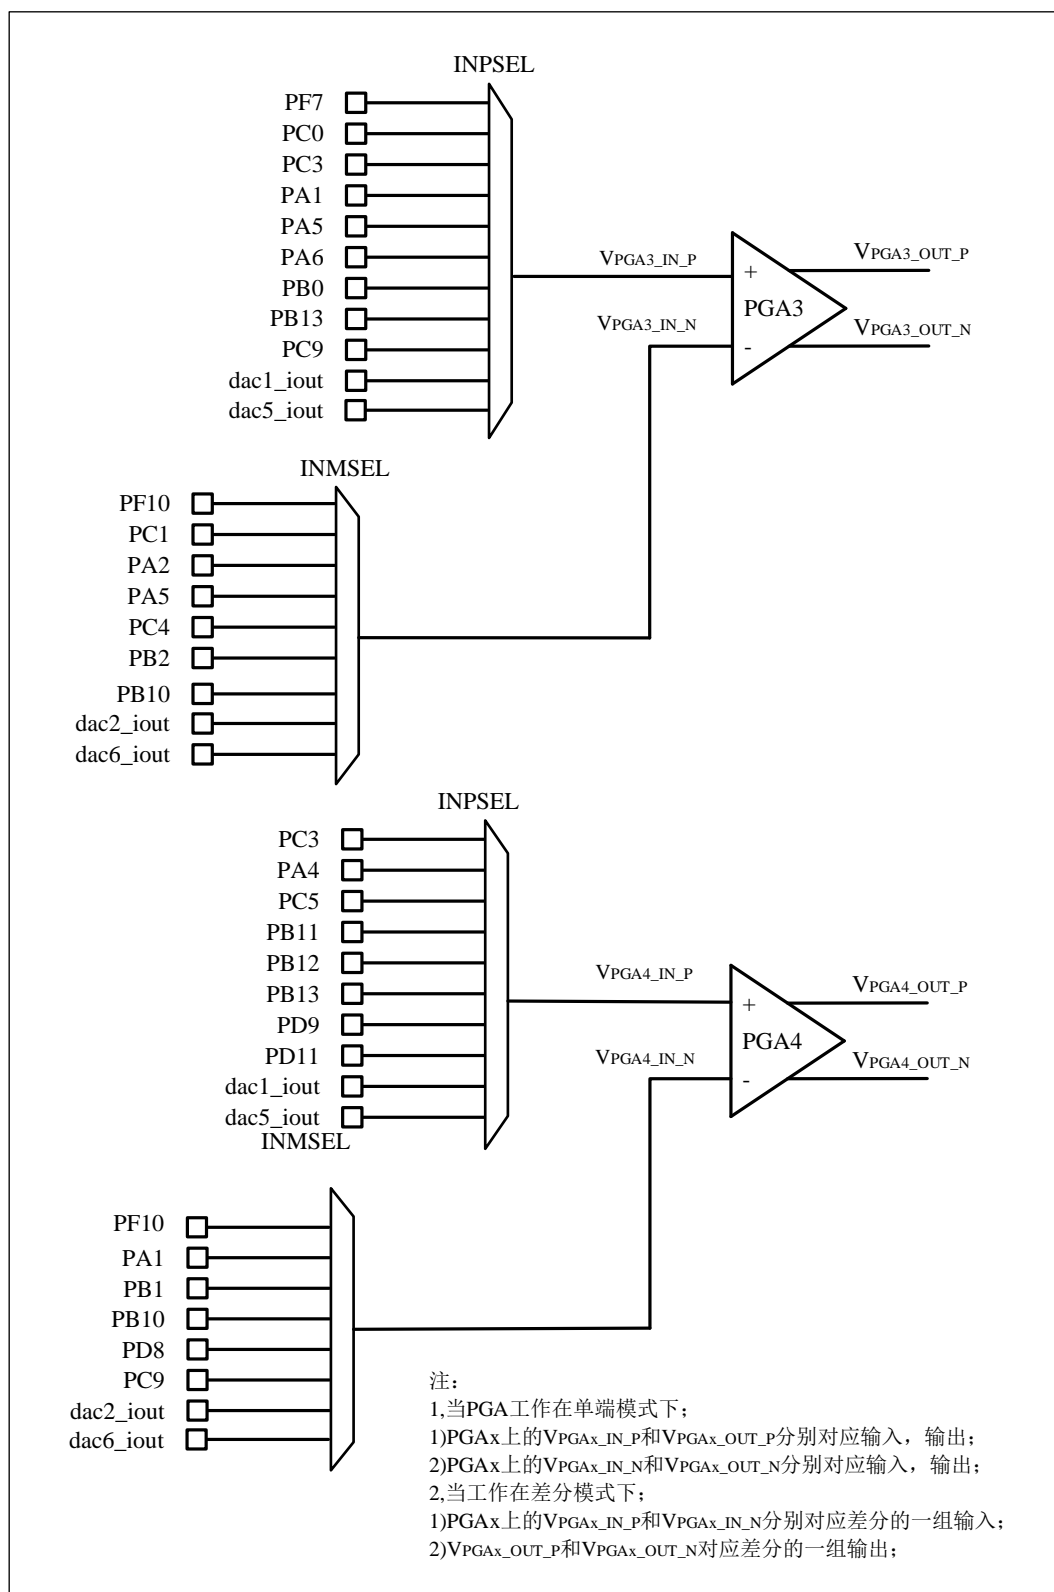 INPSEL
PF7
PC0
PC3
PA1
PA5
PA6
PB0
PB13
PC9
dac1_iout
dac5_iout
VPGA3_IN_P
VPGA3_IN_N
+
PGA3
-
VPGA3_OUT_P
VPGA3_OUT_N
INMSEL
PF10
PC1
PA2
PA5
PC4
PB2
PB10
dac2_iout
dac6_iout
INPSEL
PC3
PA4
PC5
PB11
PB12
PB13
PD9
PD11
dac1_iout
dac5_iout
VPGA4_IN_P
VPGA4_IN_N
+
PGA4
-
VPGA4_OUT_P
VPGA4_OUT_N
INMSEL
PF10
PA1
PB1
PB10
PD8
PC9
dac2_iout
dac6_iout
注：
1,当PGA工作在单端模式下；
1)PGAx上的VPGAx_IN_P和VPGAx_OUT_P分别对应输入，输出；
2)PGAx上的VPGAx_IN_N和VPGAx_OUT_N分别对应输入，输出；
2,当工作在差分模式下；
1)PGAx上的VPGAx_IN_P和VPGAx_IN_N分别对应差分的一组输入；
2)VPGAx_OUT_P和VPGAx_OUT_N对应差分的一组输出；